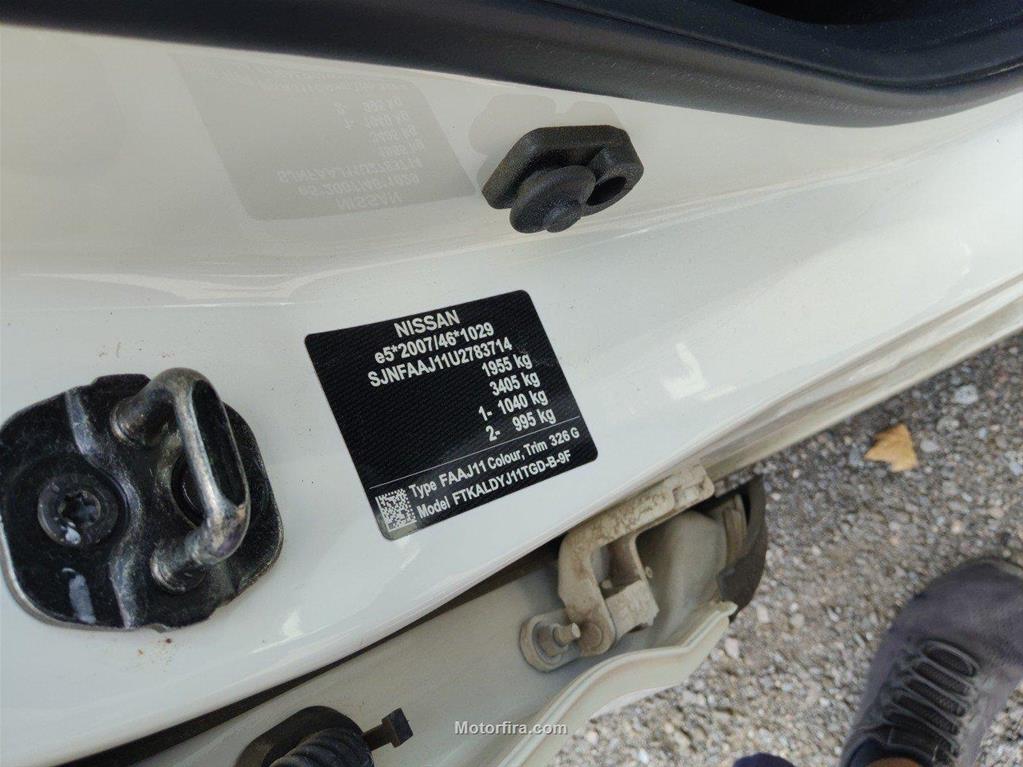 NISSAN
e5*2007/46*1029
SJNFAAJ11U2783714
1955 kg
3405 kg
1- 1040 kg
2- 995 kg
Type FAAJ11 Colour, Trim 326 G
Model FTKALDYJ11TGD-B-9F
Motorfira.com